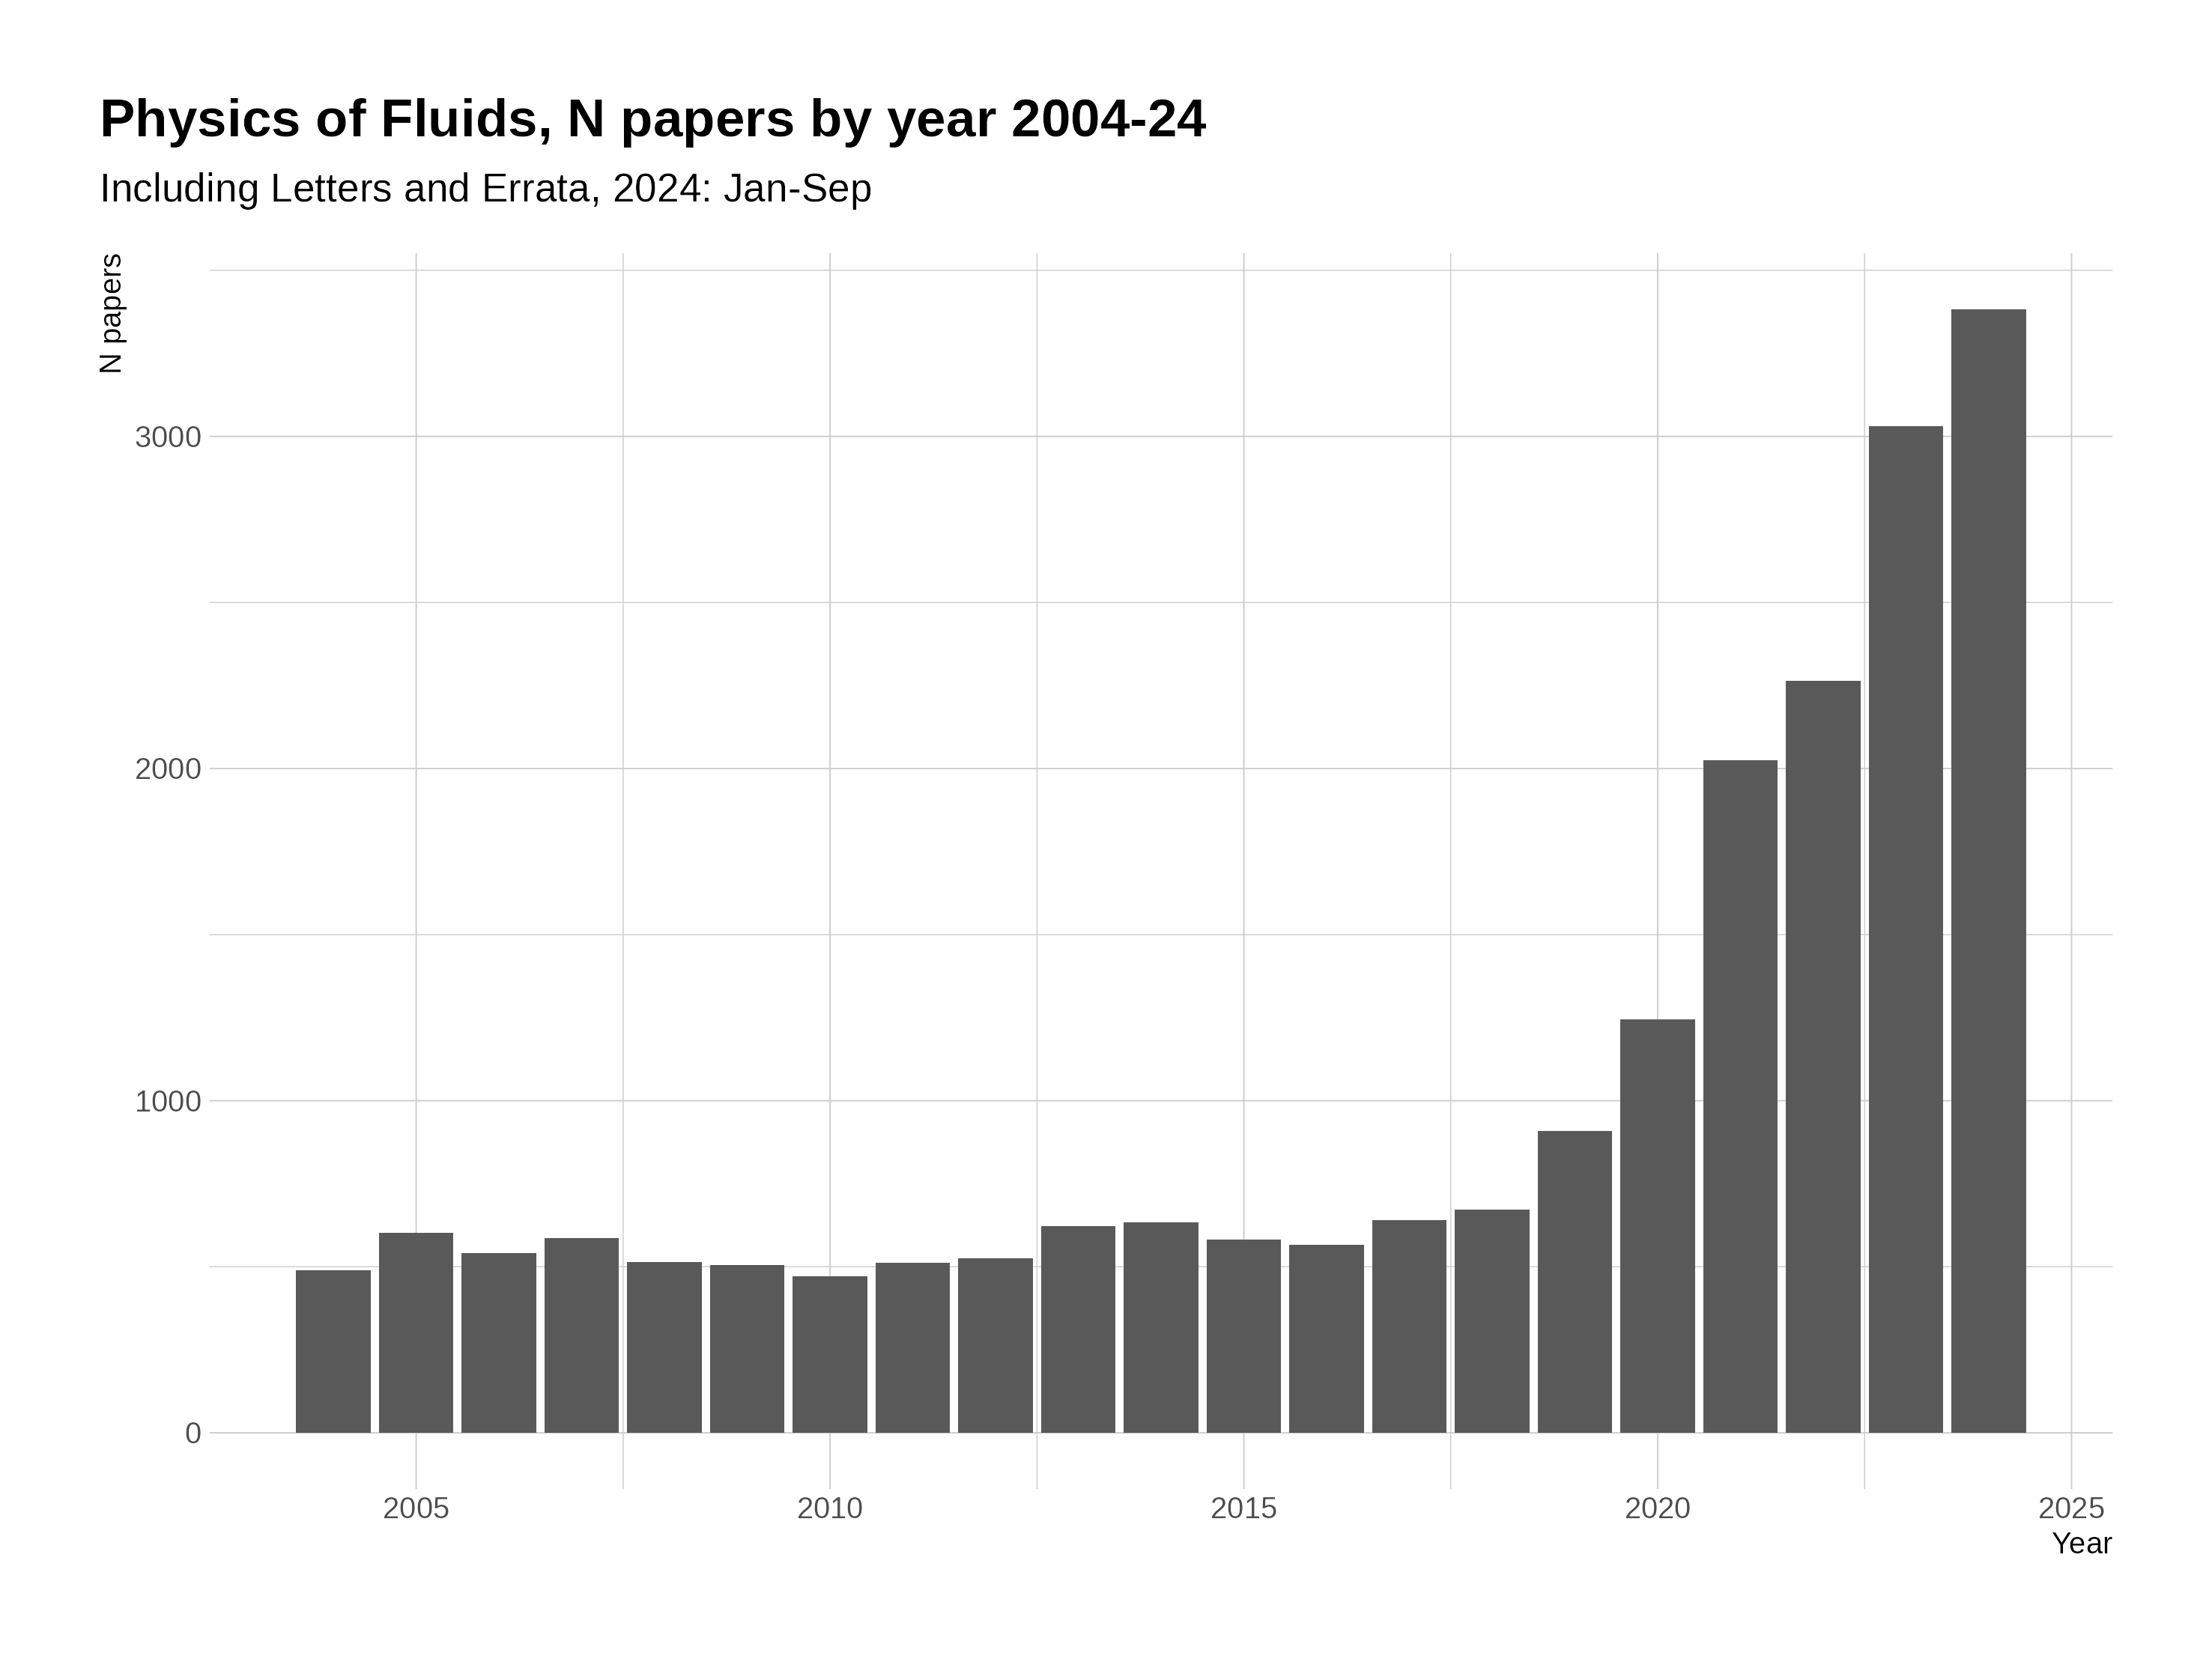 Physics of Fluids, N papers by year 2004-24
Including Letters and Errata, 2024: Jan-Sep
N papers
3000
2000
1000
0
2005 2010 2015 2020 2025
Year